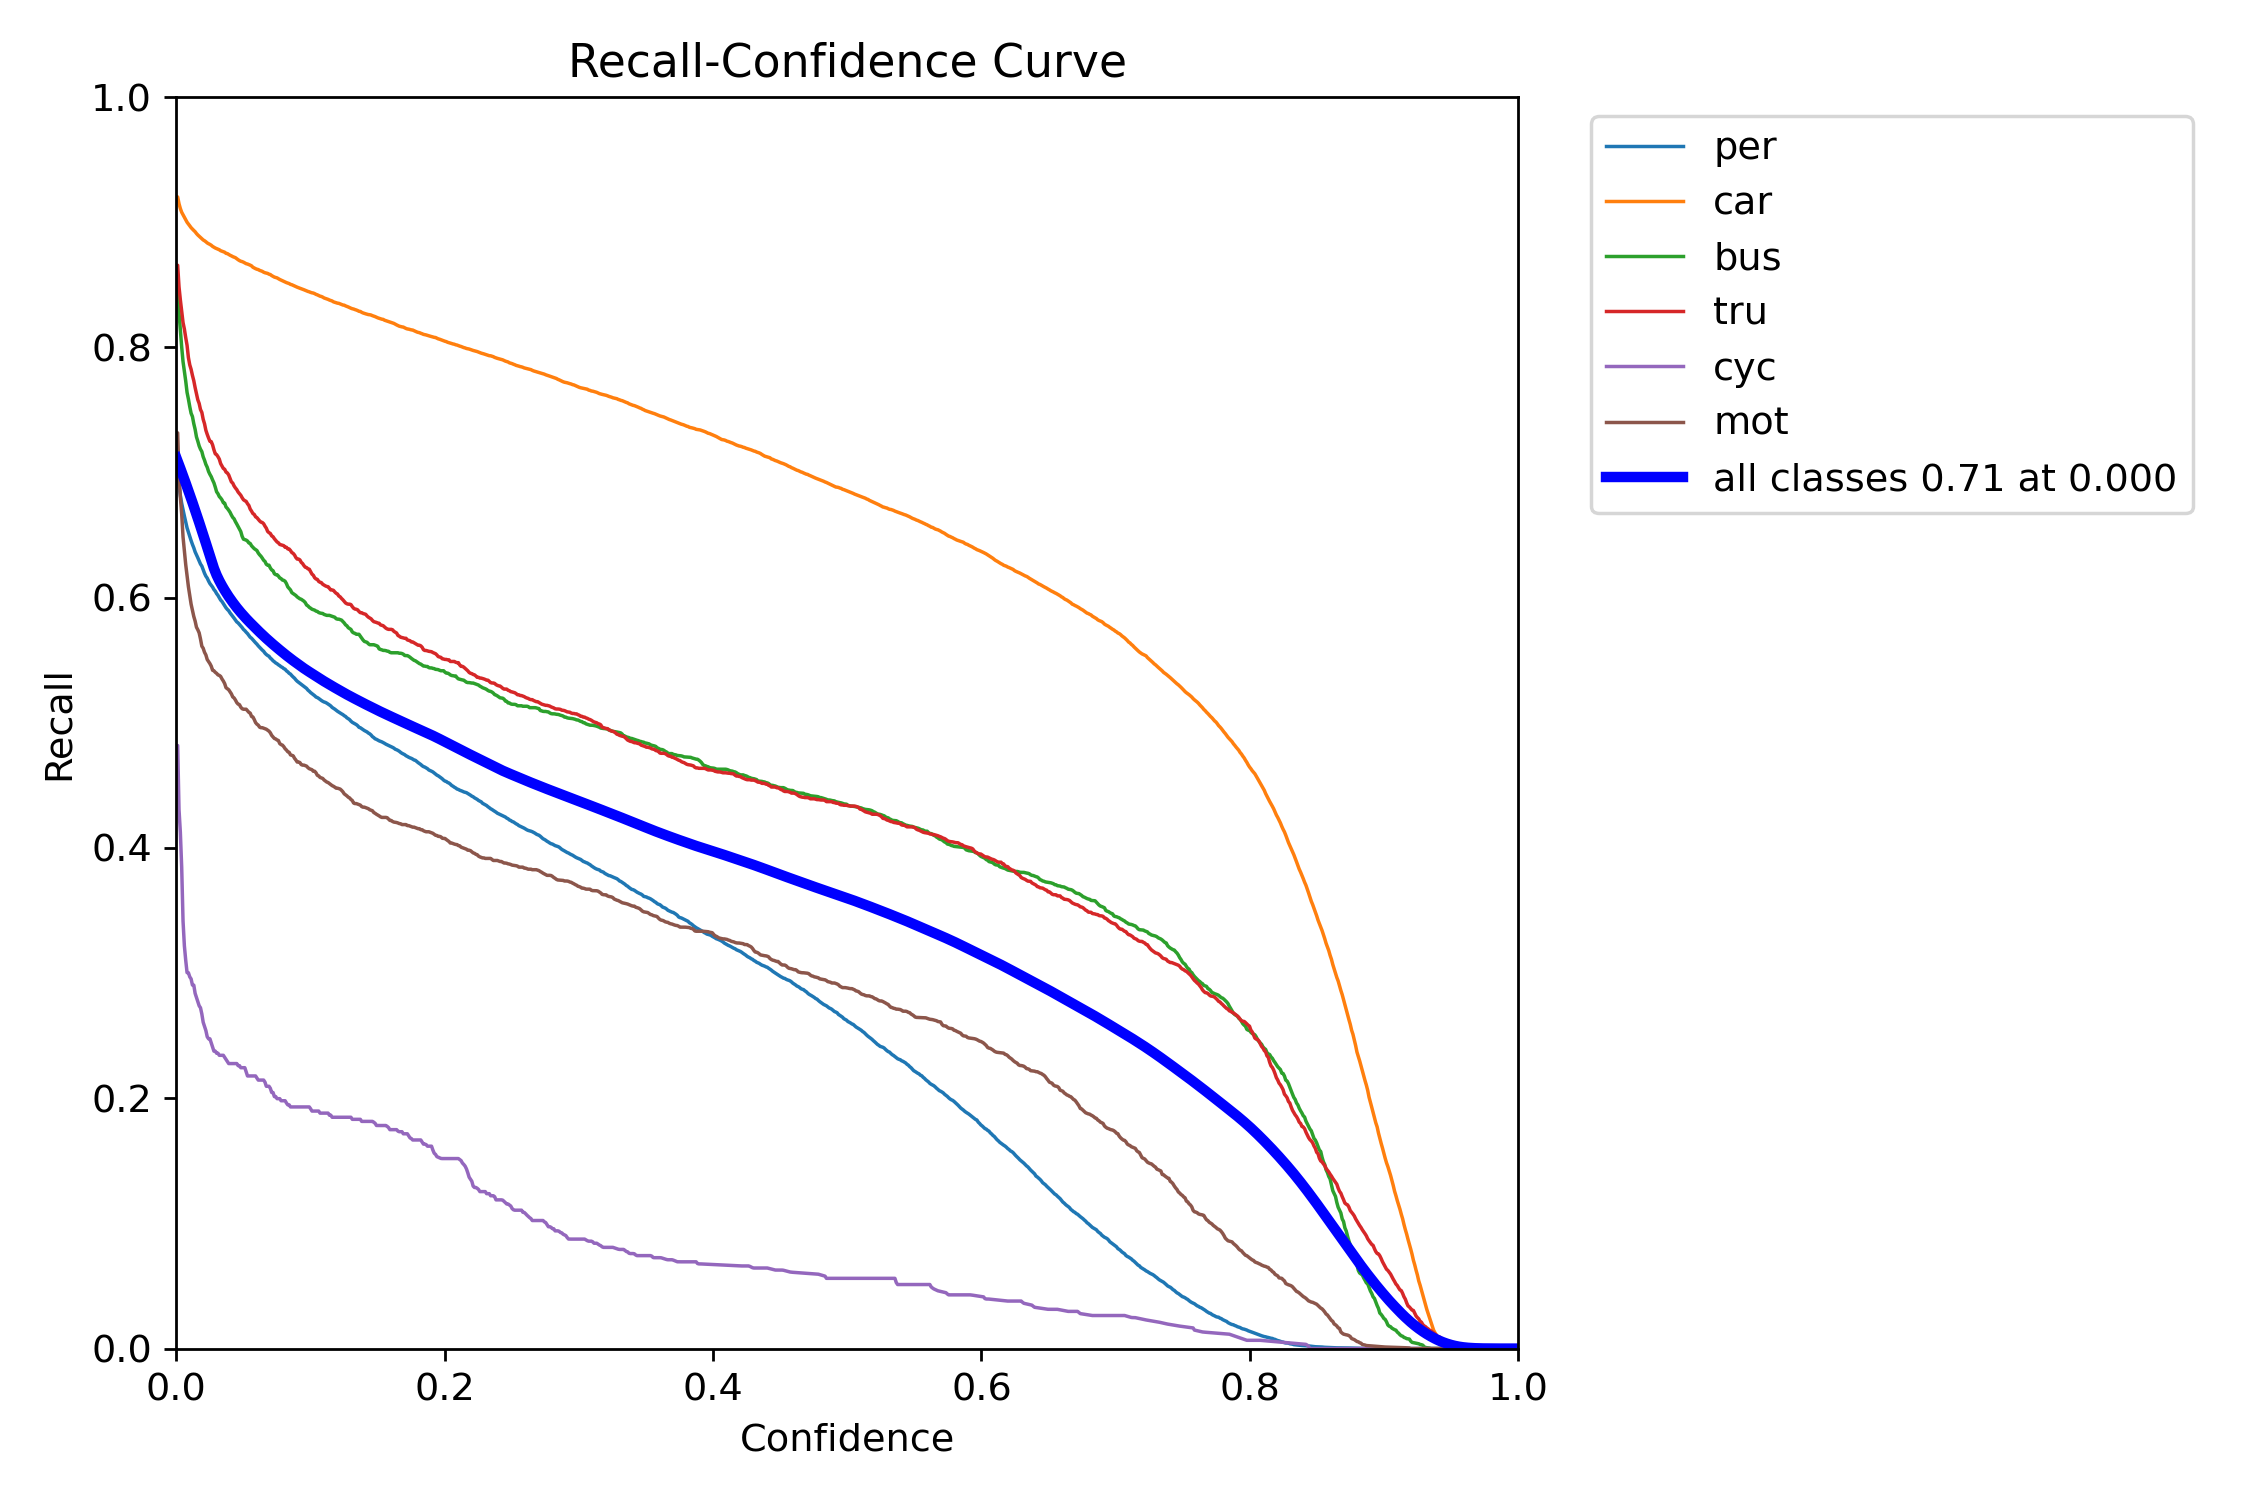 Recall-Confidence Curve
1.0
0.8
0.6
0.4
0.2
0.0
Recall
0.0 0.2 0.4 0.6 0.8 1.0
Confidence
per
car
bus
tru
cyc
mot
all classes 0.71 at 0.000